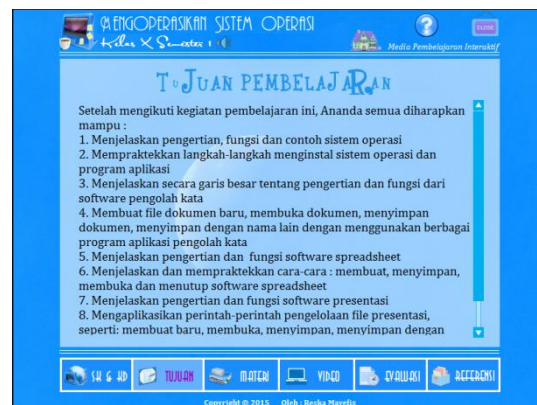 MENGOPERASIKAN SISTEM OPERASI
Kelas X Semester 1
CLOSE
Media Pembelajaran Interaktif
TUJUAN PEMBELAJARAN
Setelah mengikuti kegiatan pembelajaran ini, Ananda semua diharapkan
mampu :
1. Menjelaskan pengertian, fungsi dan contoh sistem operasi
2. Mempraktekkan langkah-langkah menginstal sistem operasi dan
program aplikasi
3. Menjelaskan secara garis besar tentang pengertian dan fungsi dari
software pengolah kata
4. Membuat file dokumen baru, membuka dokumen, menyimpan
dokumen, menyimpan dengan nama lain dengan menggunakan berbagai
program aplikasi pengolah kata
5. Menjelaskan pengertian dan fungsi software spreadsheet
6. Menjelaskan dan mempraktekkan cara-cara : membuat, menyimpan,
membuka dan menutup software spreadsheet
7. Menjelaskan pengertian dan fungsi software presentasi
8. Mengaplikasikan perintah-perintah pengelolaan file presentasi,
seperti: membuat baru, membuka, menyimpan, menyimpan dengan
SK & KD TUJUAN MATERI VIDEO EVALUASI REFERENSI
Copyright © 2015 Oleh : Reska Mayefis